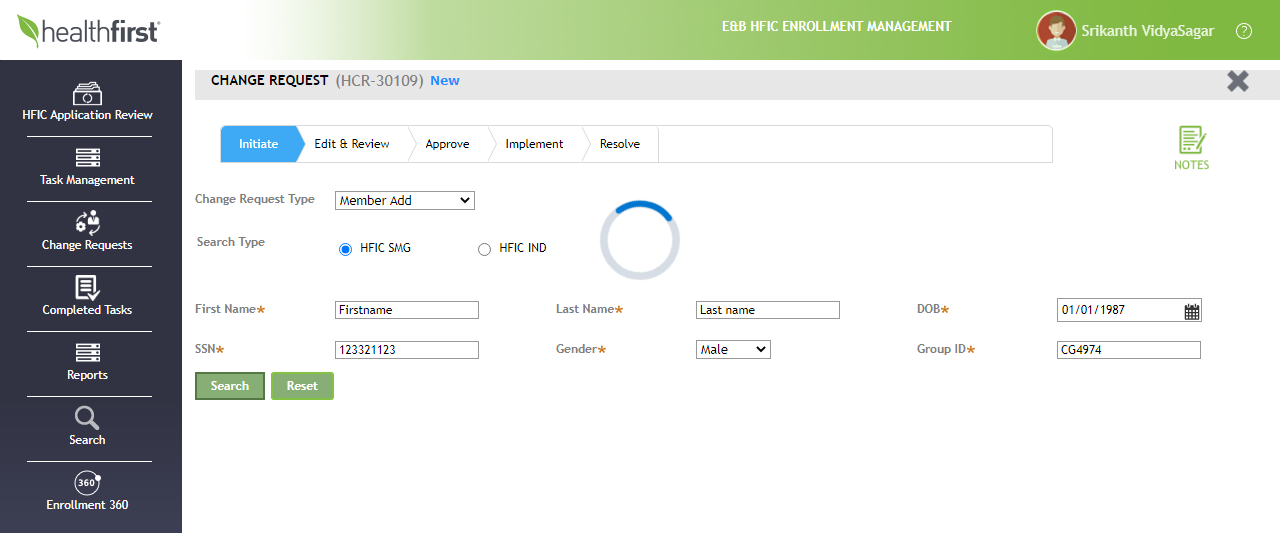 healthfirst
E&B HFIC ENROLLMENT MANAGEMENT
Srikanth VidyaSagar
?
CHANGE REQUEST (HCR-30109) New
HFIC Application Review
Task Management
Change Requests
Completed Tasks
Reports
Search
360°
Enrollment 360
Initiate
Edit & Review
Approve
Implement
Resolve
NOTES
Change Request Type
Member Add
Search Type
HFIC SMG
HFIC IND
First Name*
Firstname
Last Name*
Last name
DOB*
01/01/1987
SSN*
123321123
Gender*
Male
Group ID*
CG4974
Search
Reset